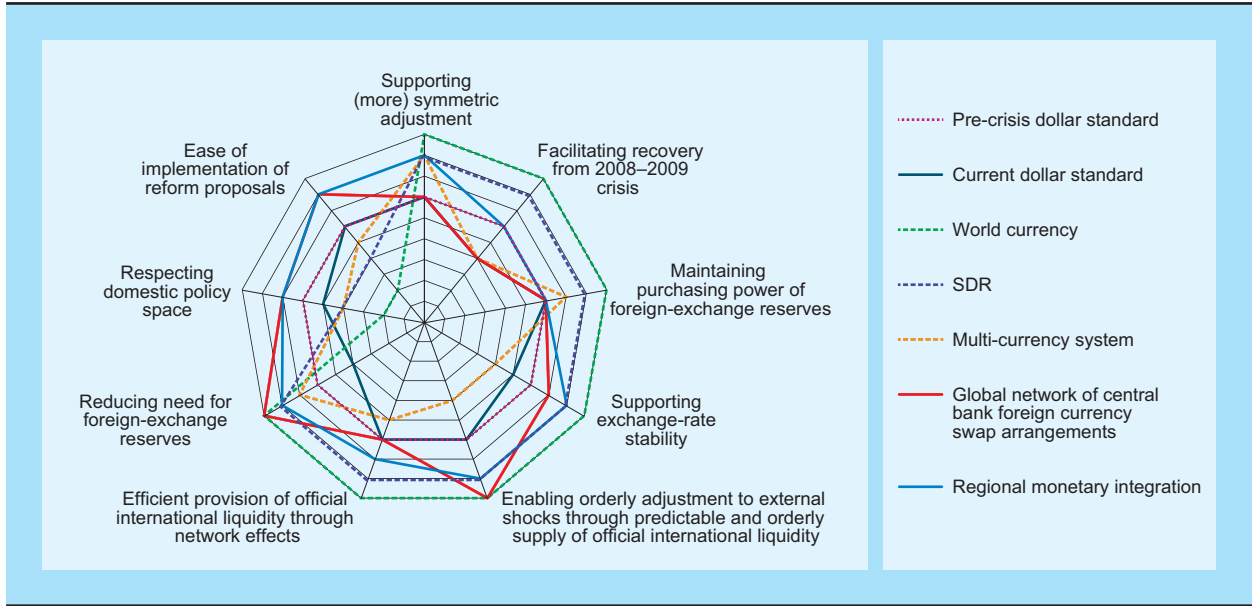 Supporting
(more) symmetric
adjustment
Facilitating recovery
from 2008–2009
crisis
Maintaining
purchasing power of
foreign-exchange reserves
Supporting
exchange-rate
stability
Enabling orderly adjustment to external
shocks through predictable and orderly
supply of official international liquidity
Efficient provision of official
international liquidity through
network effects
Reducing need for
foreign-exchange
reserves
Respecting
domestic policy
space
Ease of
implementation of
reform proposals
Pre-crisis dollar standard
Current dollar standard
World currency
SDR
Multi-currency system
Global network of central
bank foreign currency
swap arrangements
Regional monetary integration